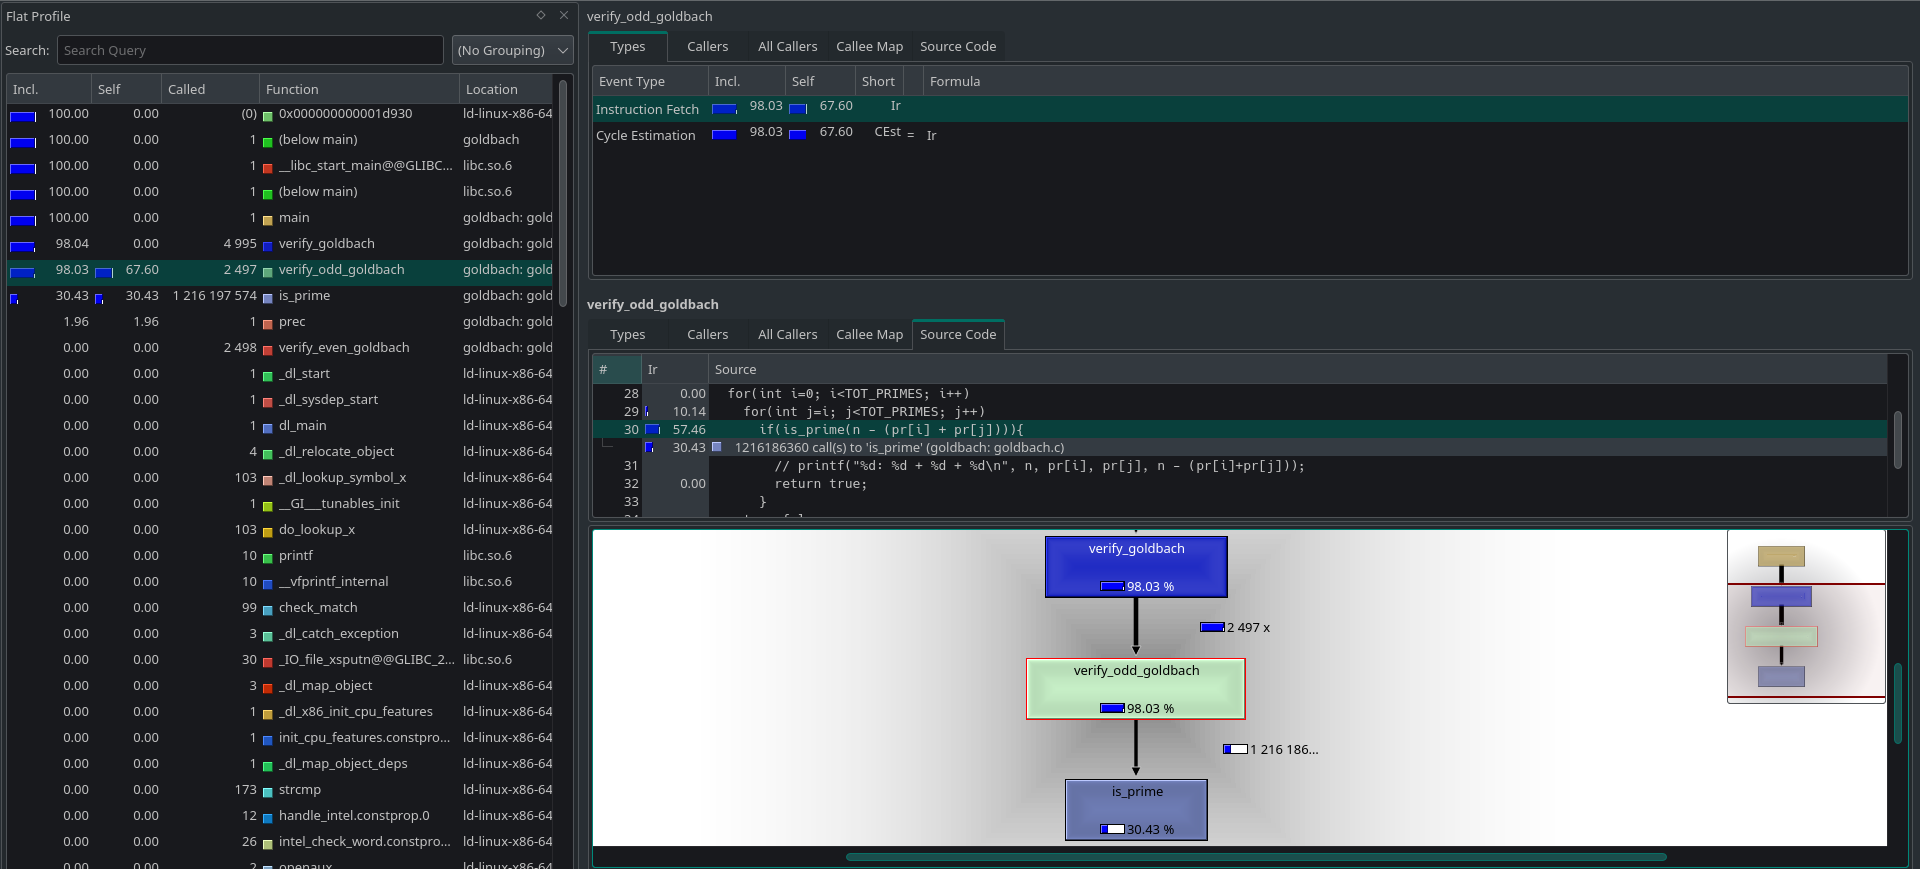 Flat Profile
Search: Search Query (No Grouping)
Incl. Self Called Function Location
100.00 0.00 (0) 0x000000000001d930 ld-linux-x86-64
100.00 0.00 1 (below main) goldbach
100.00 0.00 1 __libc_start_main@@GLIBC... libc.so.6
100.00 0.00 1 (below main) libc.so.6
100.00 0.00 1 main goldbach: gold
98.04 0.00 4 995 verify_goldbach goldbach: gold
98.03 67.60 2 497 verify_odd_goldbach goldbach: gold
30.43 30.43 1 216 197 574 is_prime goldbach: gold
1.96 1.96 1 prec goldbach: gold
0.00 0.00 2 498 verify_even_goldbach goldbach: gold
0.00 0.00 1 _dl_start ld-linux-x86-64
0.00 0.00 1 _dl_sysdep_start ld-linux-x86-64
0.00 0.00 1 dl_main ld-linux-x86-64
0.00 0.00 4 _dl_relocate_object ld-linux-x86-64
0.00 0.00 103 _dl_lookup_symbol_x ld-linux-x86-64
0.00 0.00 1 __GI___tunables_init ld-linux-x86-64
0.00 0.00 103 do_lookup_x ld-linux-x86-64
0.00 0.00 10 printf libc.so.6
0.00 0.00 10 __vfprintf_internal libc.so.6
0.00 0.00 99 check_match ld-linux-x86-64
0.00 0.00 3 _dl_catch_exception ld-linux-x86-64
0.00 0.00 30 _IO_file_xsputn@@GLIBC_2... libc.so.6
0.00 0.00 3 _dl_map_object ld-linux-x86-64
0.00 0.00 1 _dl_x86_init_cpu_features ld-linux-x86-64
0.00 0.00 1 init_cpu_features.constpro... ld-linux-x86-64
0.00 0.00 1 _dl_map_object_deps ld-linux-x86-64
0.00 0.00 173 strcmp ld-linux-x86-64
0.00 0.00 12 handle_intel.constprop.0 ld-linux-x86-64
0.00 0.00 26 intel_check_word.constpro... ld-linux-x86-64
0.00 0.00 2 openaux ld-linux-x86-64
verify_odd_goldbach
Types Callers All Callers Callee Map Source Code
Event Type Incl. Self Short Formula
Instruction Fetch 98.03 67.60 Ir
Cycle Estimation 98.03 67.60 CEst = Ir
verify_odd_goldbach
Types Callers All Callers Callee Map Source Code
# Ir Source
28 0.00 for(int i=0; i<TOT_PRIMES; i++)
29 10.14 for(int j=i; j<TOT_PRIMES; j++)
30 57.46 if(is_prime(n - (pr[i] + pr[j]))){
30.43 1216186360 call(s) to 'is_prime' (goldbach: goldbach.c)
31 // printf("%d: %d + %d + %d\n", n, pr[i], pr[j], n - (pr[i]+pr[j]));
32 0.00 return true;
33 }
verify_goldbach
98.03 %
2 497 x
verify_odd_goldbach
98.03 %
1 216 186...
is_prime
30.43 %